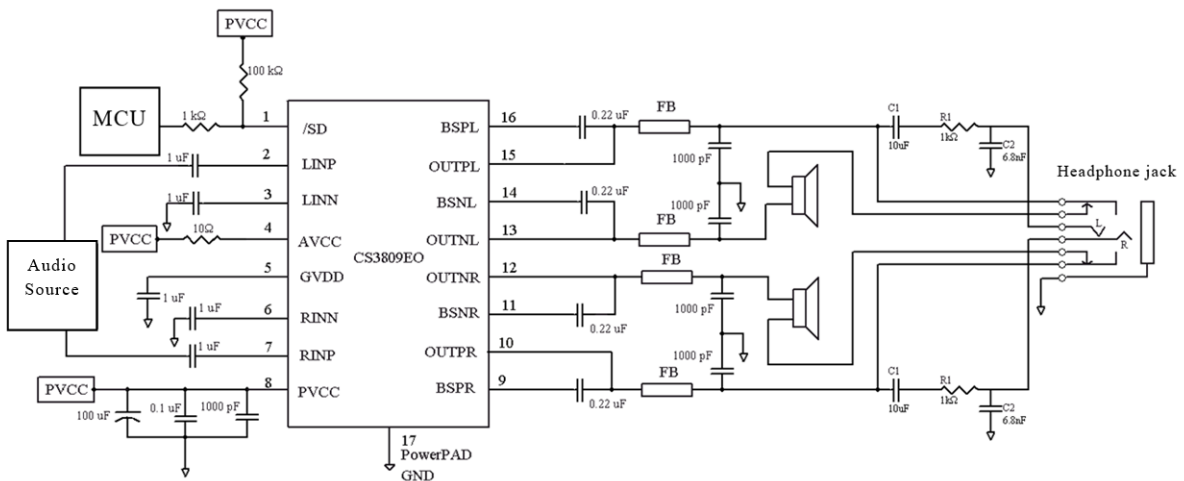 PVCC
100 kΩ
MCU
1 kΩ
1
/SD
1 uF
2
LINP
1 uF
3
LINN
PVCC
10Ω
4
AVCC
Audio
Source
5
GVDD
1 uF
6
RINN
1 uF
1 uF
7
RINP
PVCC
8
PVCC
100 uF
0.1 uF
1000 pF
CS3809EO
17
PowerPAD
GND
16
BSPL
0.22 uF
FB
15
OUTPL
1000 pF
14
BSNL
0.22 uF
1000 pF
13
OUTNL
FB
12
OUTNR
FB
1000 pF
11
BSNR
0.22 uF
10
OUTPR
1000 pF
9
BSPR
FB
0.22 uF
C1
10uF
R1
1kΩ
C2
6.8nF
Headphone jack
L
R
C1
10uF
R1
1kΩ
C2
6.8nF